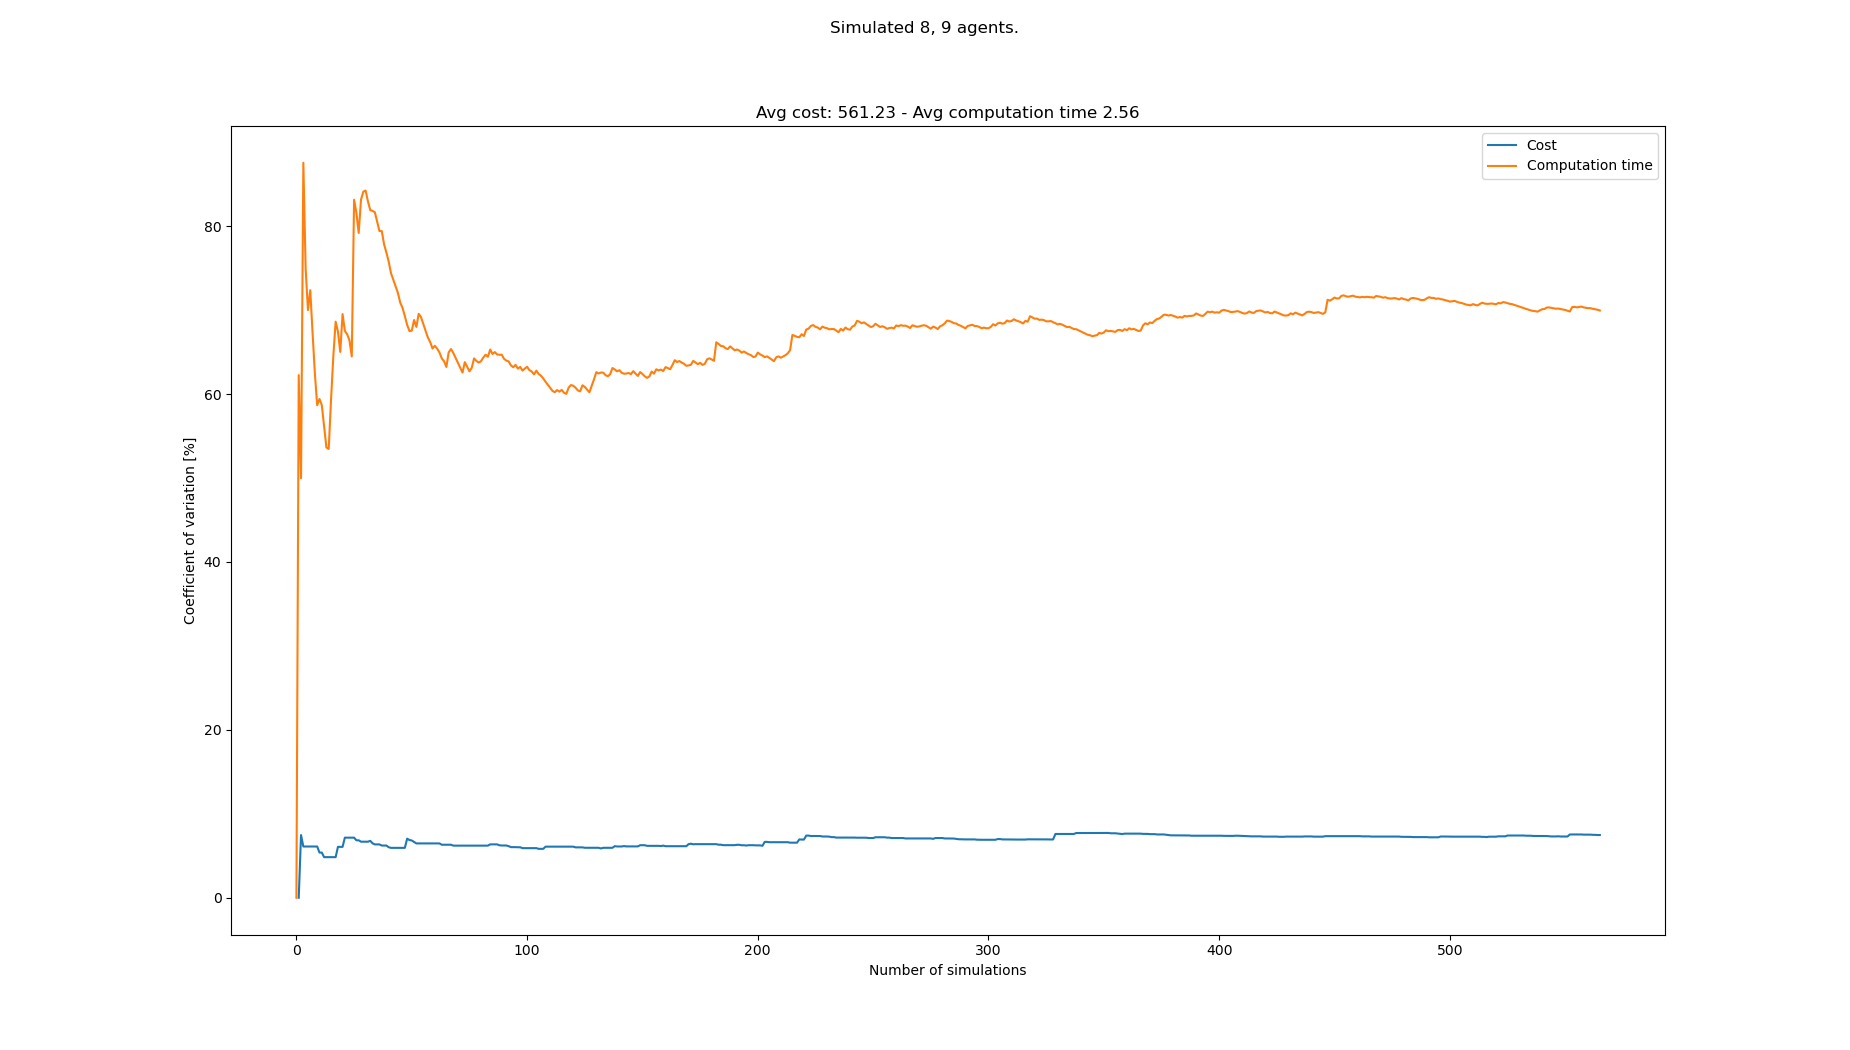 Simulated 8, 9 agents.
Avg cost: 561.23 - Avg computation time 2.56
Cost
Computation time
80
60
40
20
0
Coefficient of variation [%]
0 100 200 300 400 500
Number of simulations